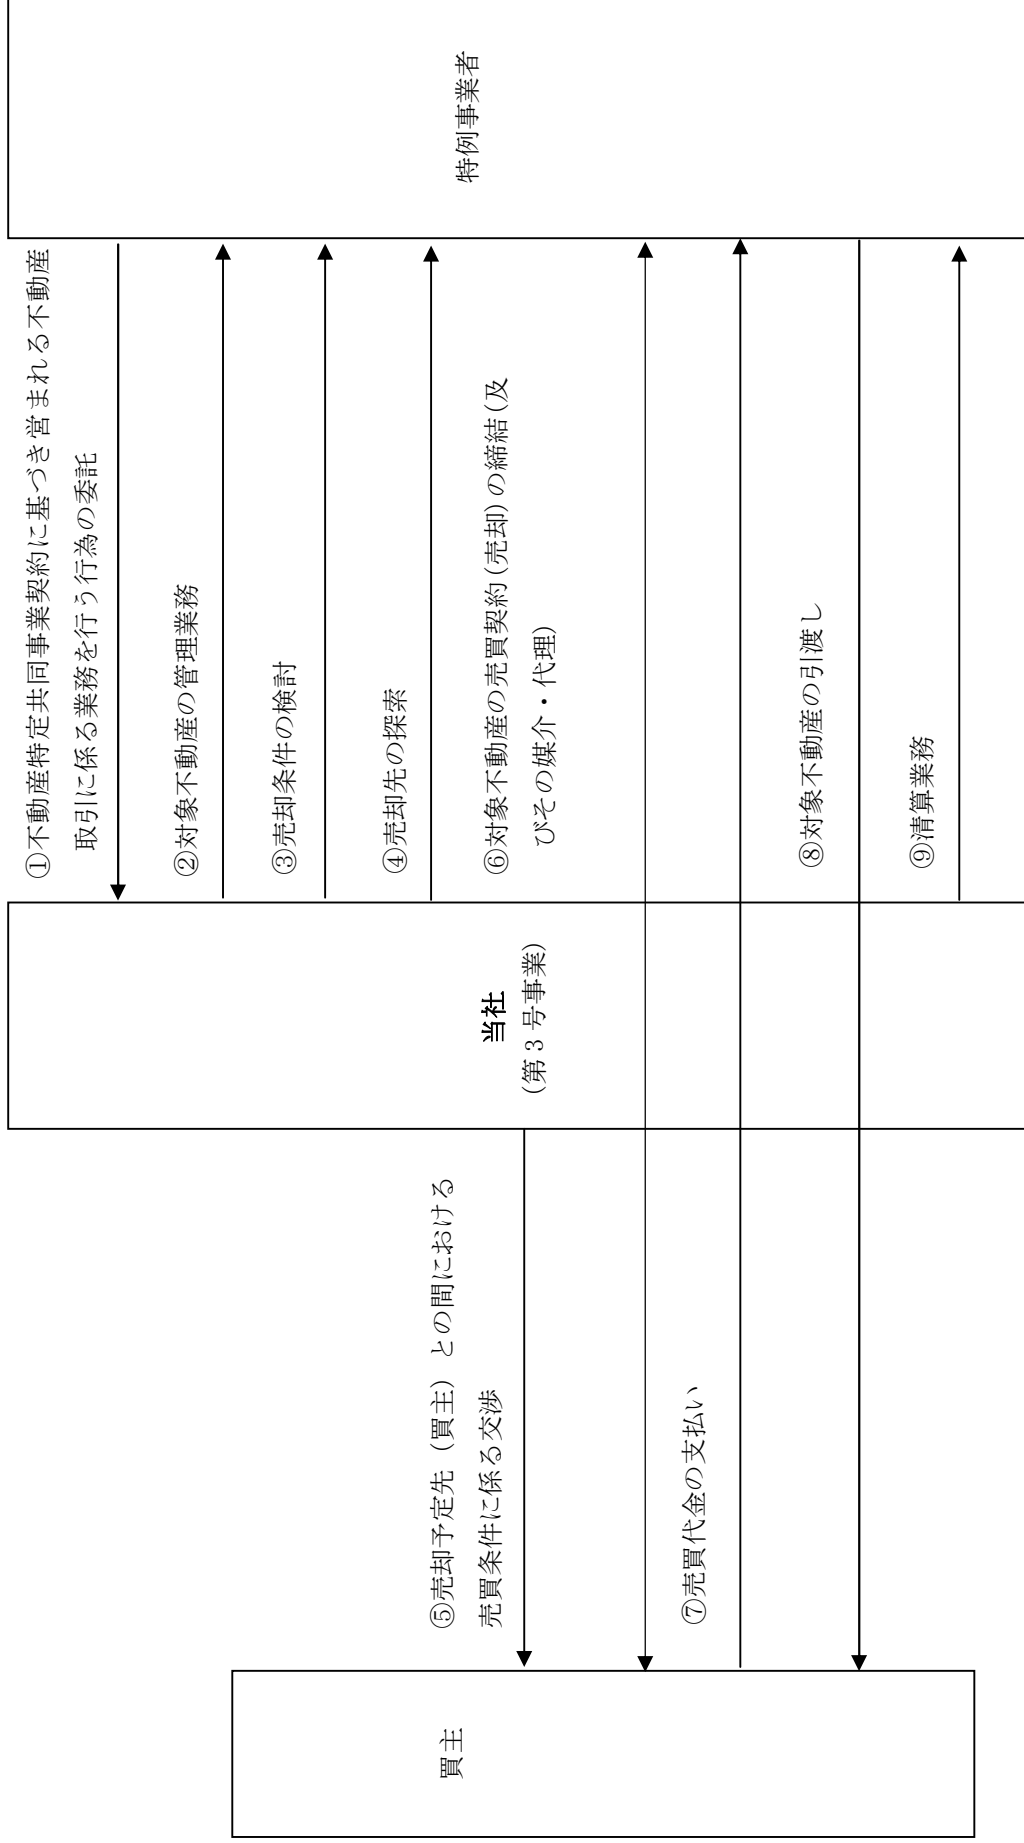 特例事業者
①不動産特定共同事業契約に基づき営まれる不動産
取引に係る業務を行う行為の委託
②対象不動産の管理業務
③売却条件の検討
④売却先の探索
⑥対象不動産の売買契約(売却)の締結(及
びその媒介・代理)
⑧対象不動産の引渡し
⑨清算業務
当社
(第3号事業)
⑤売却予定先（買主）との間における
売買条件に係る交渉
⑦売買代金の支払い
買主